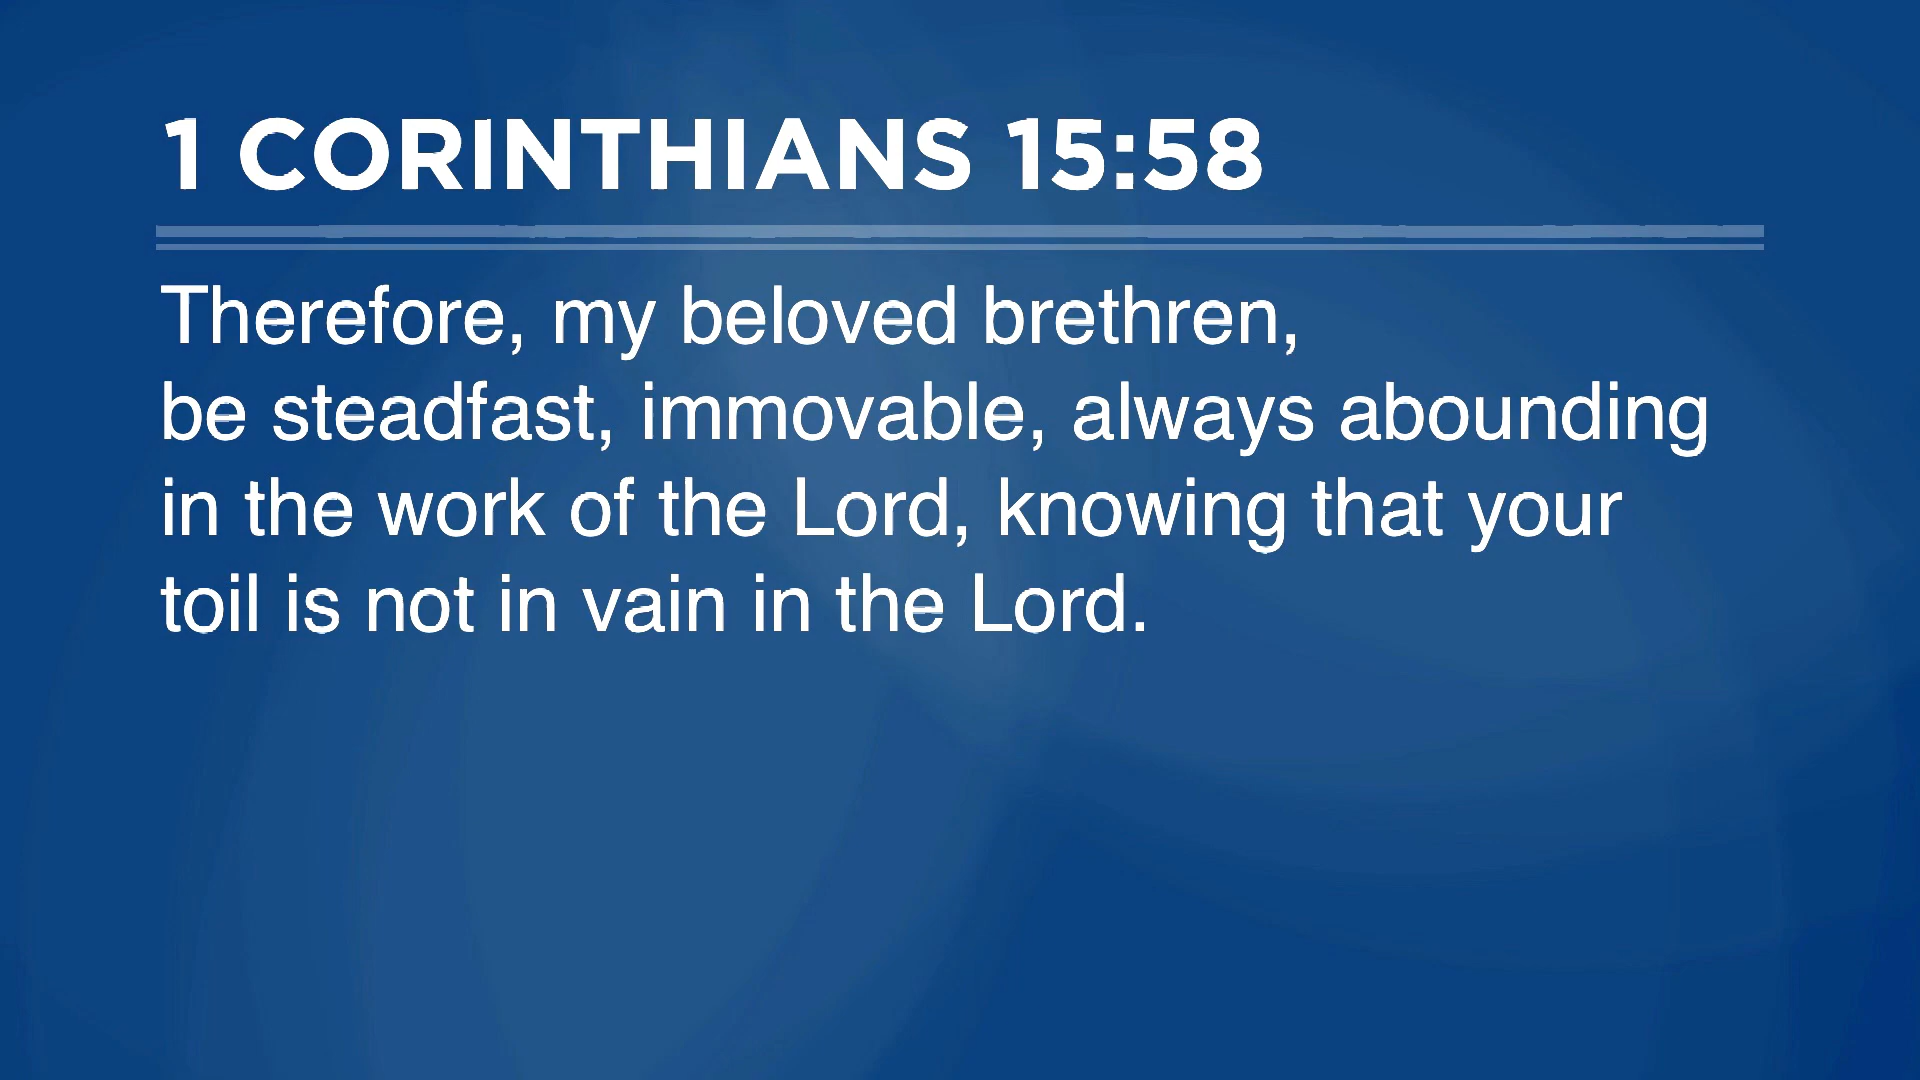 1 CORINTHIANS 15:58
Therefore, my beloved brethren,
be steadfast, immovable, always abounding
in the work of the Lord, knowing that your
toil is not in vain in the Lord.